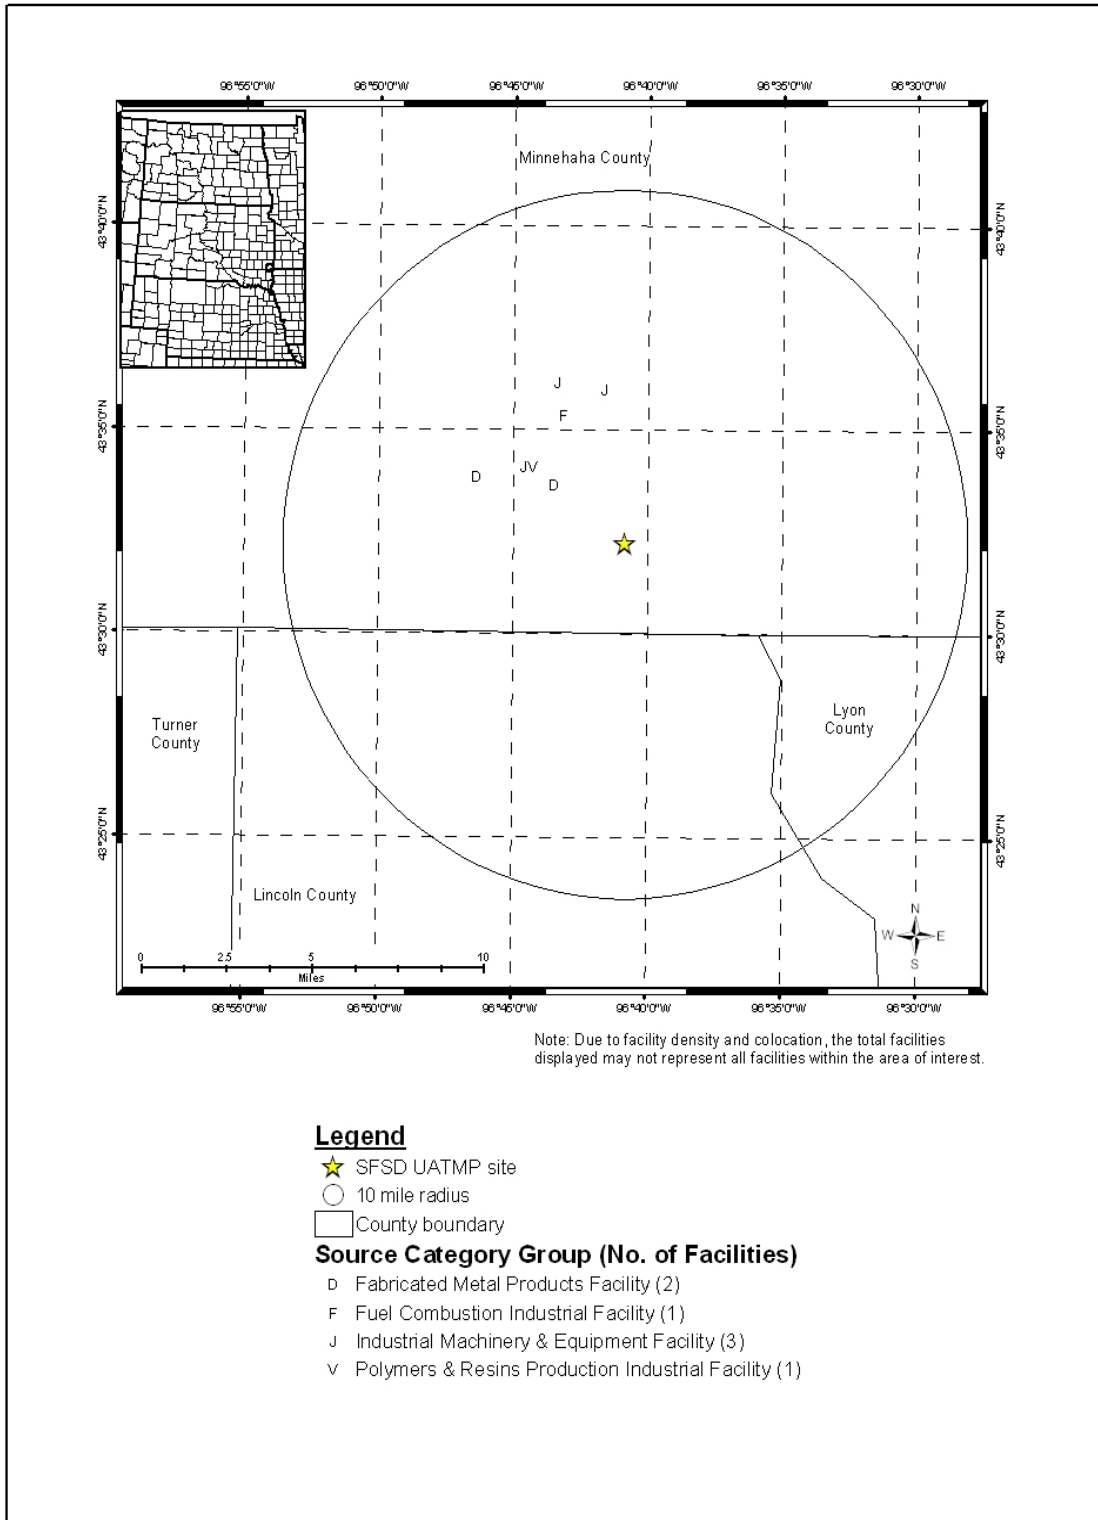 96°55'0"W 96°50'0"W 96°45'0"W 96°40'0"W 96°35'0"W 96°30'0"W
Minnehaha County
43°40'0"N 43°40'0"N
J J
F
43°35'0"N 43°35'0"N
D JV D
43°30'0"N 43°30'0"N
Turner
County
Lyon
County
43°25'0"N 43°25'0"N
Lincoln County
N
W E
S
0 2.5 5 10
Miles
96°55'0"W 96°50'0"W 96°45'0"W 96°40'0"W 96°35'0"W 96°30'0"W
Note: Due to facility density and colocation, the total facilities
displayed may not represent all facilities within the area of interest.
Legend
SFSD UATMP site
10 mile radius
County boundary
Source Category Group (No. of Facilities)
D Fabricated Metal Products Facility (2)
F Fuel Combustion Industrial Facility (1)
J Industrial Machinery & Equipment Facility (3)
V Polymers & Resins Production Industrial Facility (1)